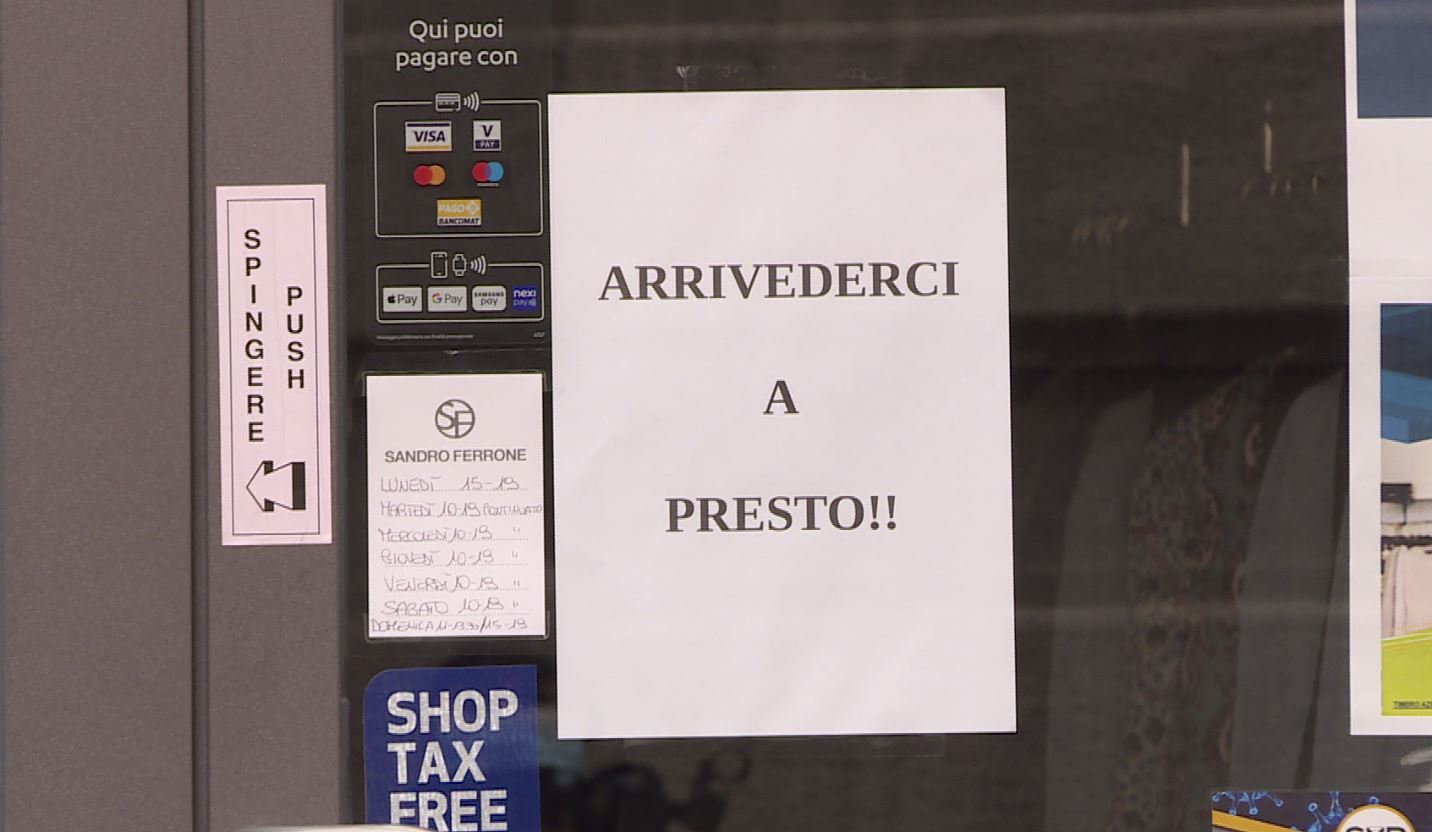 Qui puoi
pagare con
VISA
V
PAY
PAGO
BANCOMAT
Pay
G Pay
SAMSUNG
pay
nexi
pay
SPINGERE
PUSH
ARRIVEDERCI
A
PRESTO!!
SF
SANDRO FERRONE
LUNEDÌ 15-19
MARTEDÌ 10-19 CONTINUATO
MERCOLEDÌ 10-19 "
GIOVEDÌ 10-19 "
VENERDÌ 10-19 "
SABATO 10-19 "
DOMENICA 11-13,30/15-19
SHOP
TAX
FREE